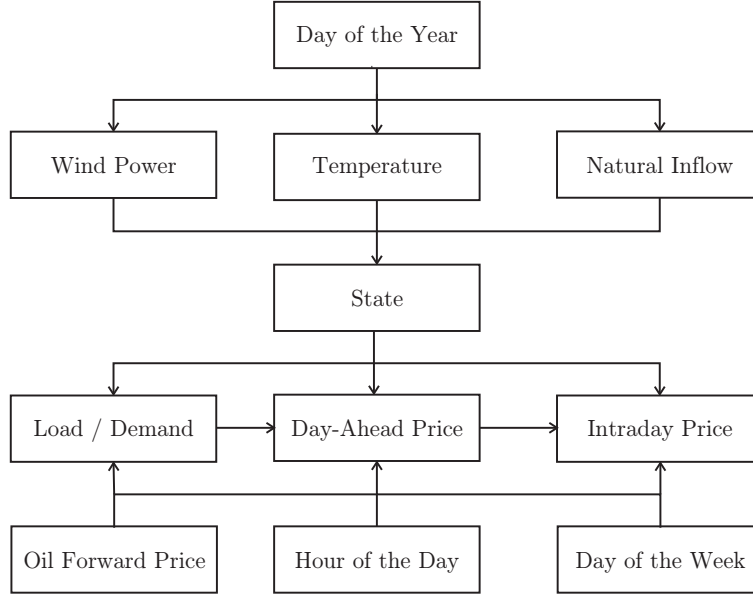 Day of the Year
Wind Power
Temperature
Natural Inflow
State
Load / Demand
Day-Ahead Price
Intraday Price
Oil Forward Price
Hour of the Day
Day of the Week